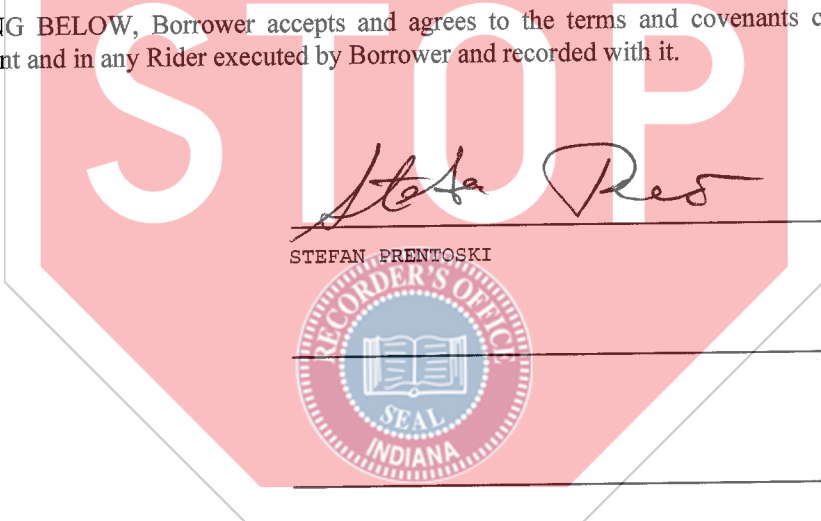 NG BELOW, Borrower accepts and agrees to the terms and covenants c
nt and in any Rider executed by Borrower and recorded with it.
STOP
STEFAN PRENTOSKI
RECORDER'S OFFICE
SEAL
INDIANA